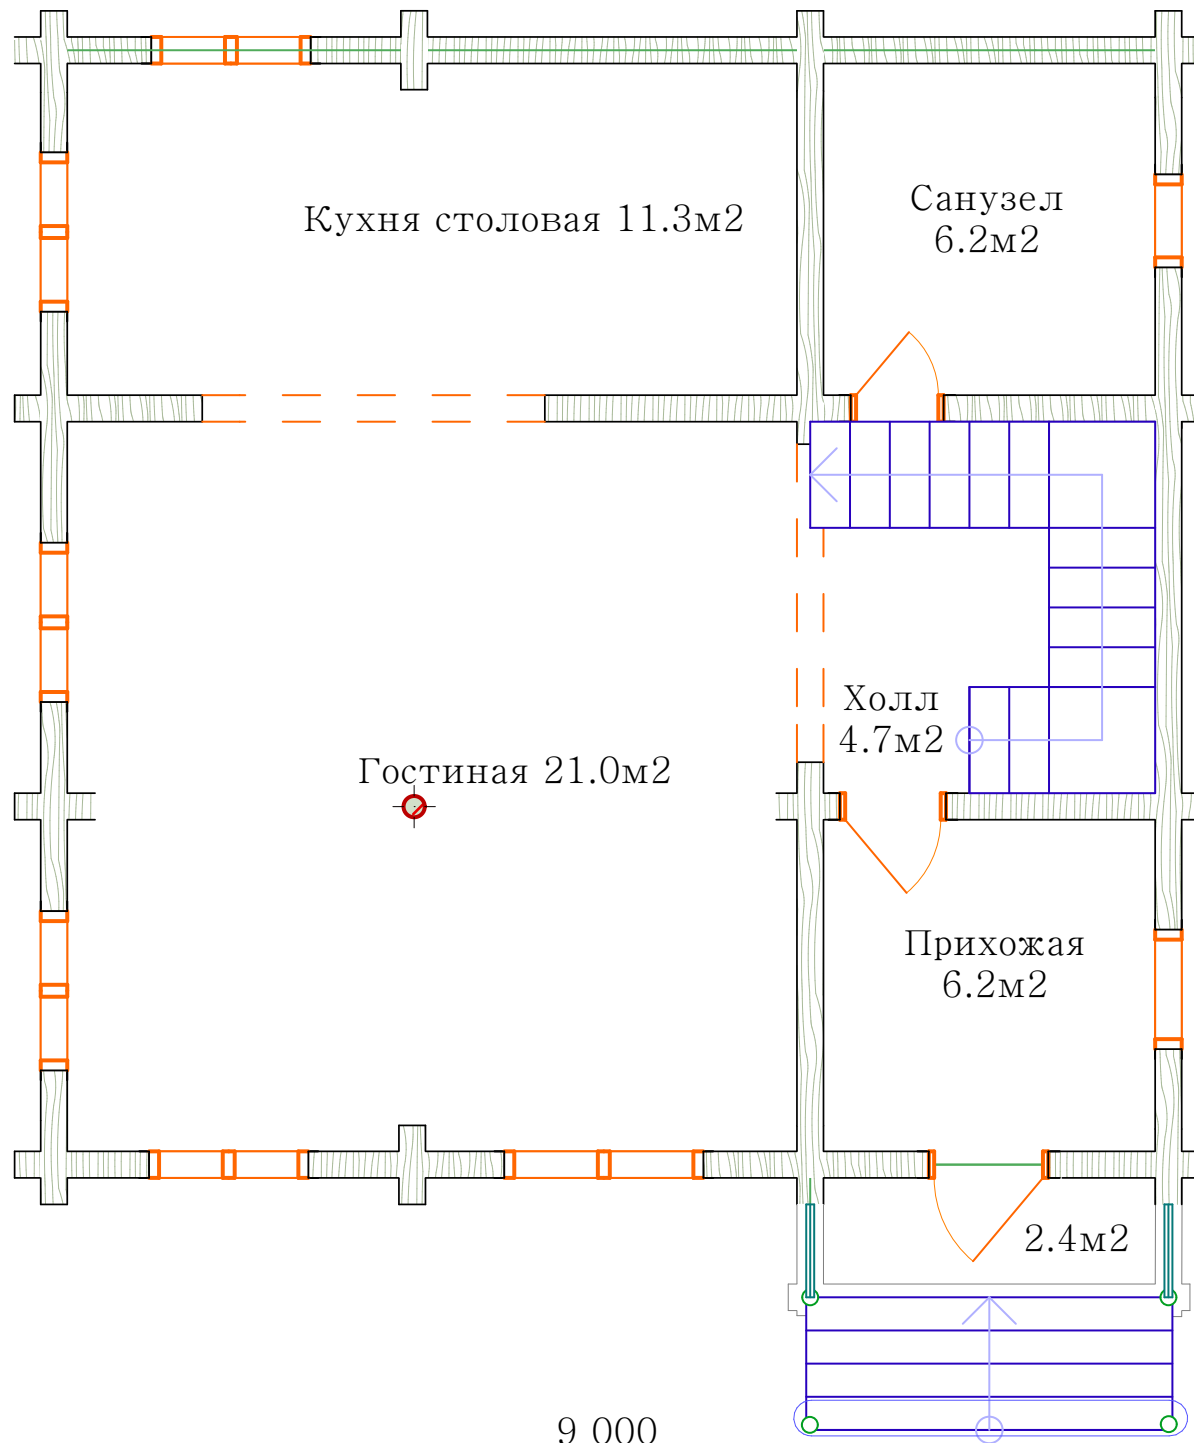 Кухня столовая 11.3м2
Санузел
6.2м2
Холл
4.7м2
Гостиная 21.0м2
Прихожая
6.2м2
2.4м2
9 000